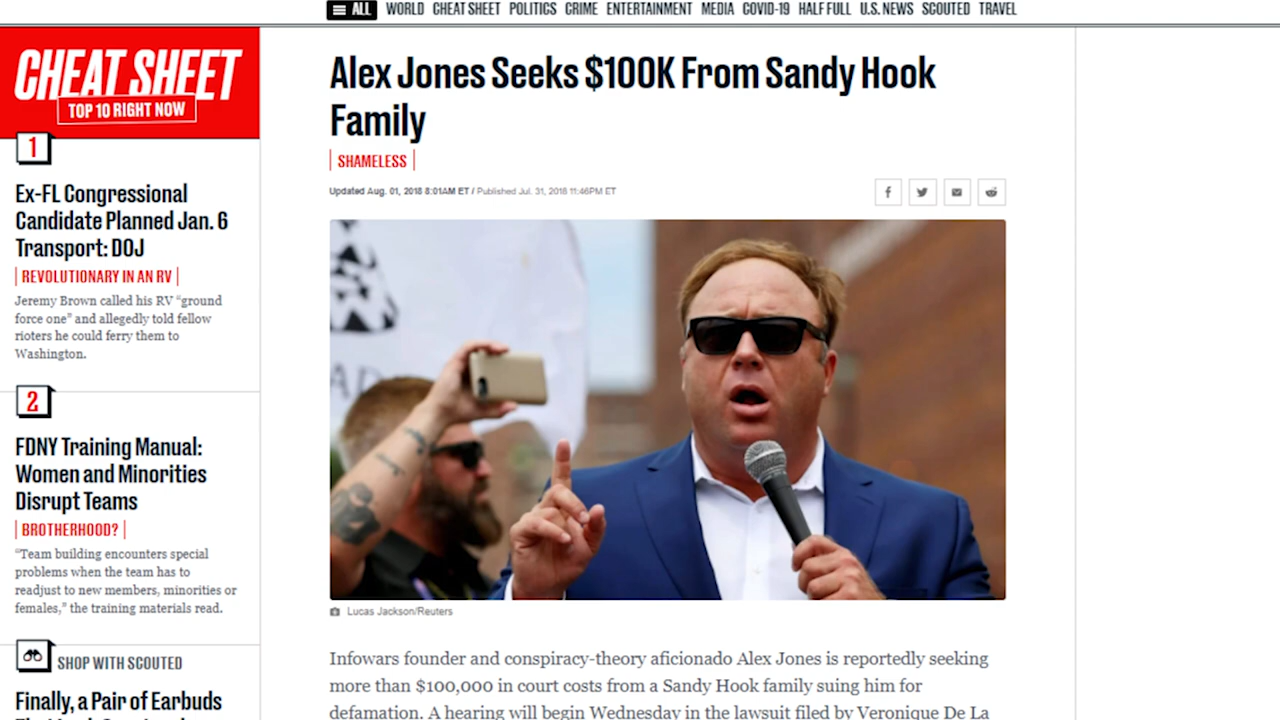 ALL WORLD CHEAT SHEET POLITICS CRIME ENTERTAINMENT MEDIA COVID-19 HALF FULL U.S. NEWS SCOUTED TRAVEL
CHEAT SHEET
TOP 10 RIGHT NOW
1
Ex-FL Congressional
Candidate Planned Jan. 6
Transport: DOJ
REVOLUTIONARY IN AN RV
Jeremy Brown called his RV “ground
force one” and allegedly told fellow
rioters he could ferry them to
Washington.
2
FDNY Training Manual:
Women and Minorities
Disrupt Teams
BROTHERHOOD?
“Team building encounters special
problems when the team has to
readjust to new members, minorities or
females,” the training materials read.
SHOP WITH SCOUTED
Finally, a Pair of Earbuds
Alex Jones Seeks $100K From Sandy Hook
Family
SHAMELESS
Updated Aug. 01, 2018 8:01AM ET / Published Jul. 31, 2018 11:46PM ET
Lucas Jackson/Reuters
Infowars founder and conspiracy-theory aficionado Alex Jones is reportedly seeking
more than $100,000 in court costs from a Sandy Hook family suing him for
defamation. A hearing will begin Wednesday in the lawsuit filed by Veronique De La